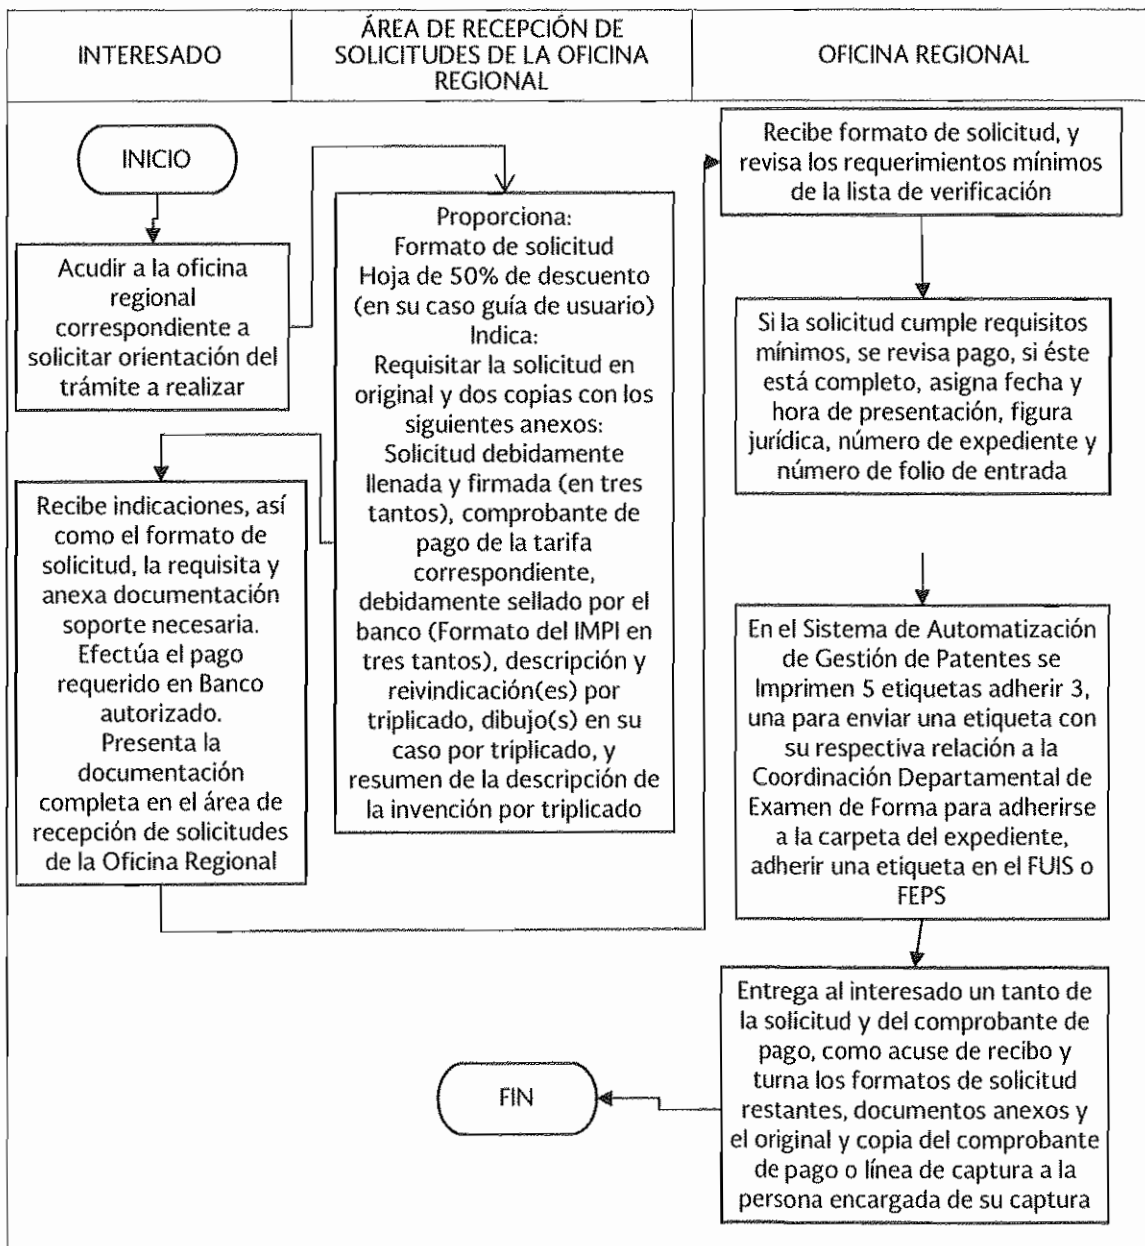 INTERESADO
ÁREA DE RECEPCIÓN DE
SOLICITUDES DE LA OFICINA
REGIONAL
OFICINA REGIONAL
INICIO
Acudir a la oficina
regional
correspondiente a
solicitar orientación del
trámite a realizar
Proporciona:
Formato de solicitud
Hoja de 50% de descuento
(en su caso guía de usuario)
Indica:
Requisitar la solicitud en
original y dos copias con los
siguientes anexos:
Solicitud debidamente
llenada y firmada (en tres
tantos), comprobante de
pago de la tarifa
correspondiente,
debidamente sellado por el
banco (Formato del IMPI en
tres tantos), descripción y
reivindicación(es) por
triplicado, dibujo(s) en su
caso por triplicado, y
resumen de la descripción de
la invención por triplicado
Recibe indicaciones, así
como el formato de
solicitud, la requisita y
anexa documentación
soporte necesaria.
Efectúa el pago
requerido en Banco
autorizado.
Presenta la
documentación
completa en el área de
recepción de solicitudes
de la Oficina Regional
Recibe formato de solicitud, y
revisa los requerimientos mínimos
de la lista de verificación
Si la solicitud cumple requisitos
mínimos, se revisa pago, si éste
está completo, asigna fecha y
hora de presentación, figura
jurídica, número de expediente y
número de folio de entrada
En el Sistema de Automatización
de Gestión de Patentes se
Imprimen 5 etiquetas adherir 3,
una para enviar una etiqueta con
su respectiva relación a la
Coordinación Departamental de
Examen de Forma para adherirse
a la carpeta del expediente,
adherir una etiqueta en el FUIS o
FEPS
Entrega al interesado un tanto de
la solicitud y del comprobante de
pago, como acuse de recibo y
turna los formatos de solicitud
restantes, documentos anexos y
el original y copia del comprobante
de pago o línea de captura a la
persona encargada de su captura
FIN